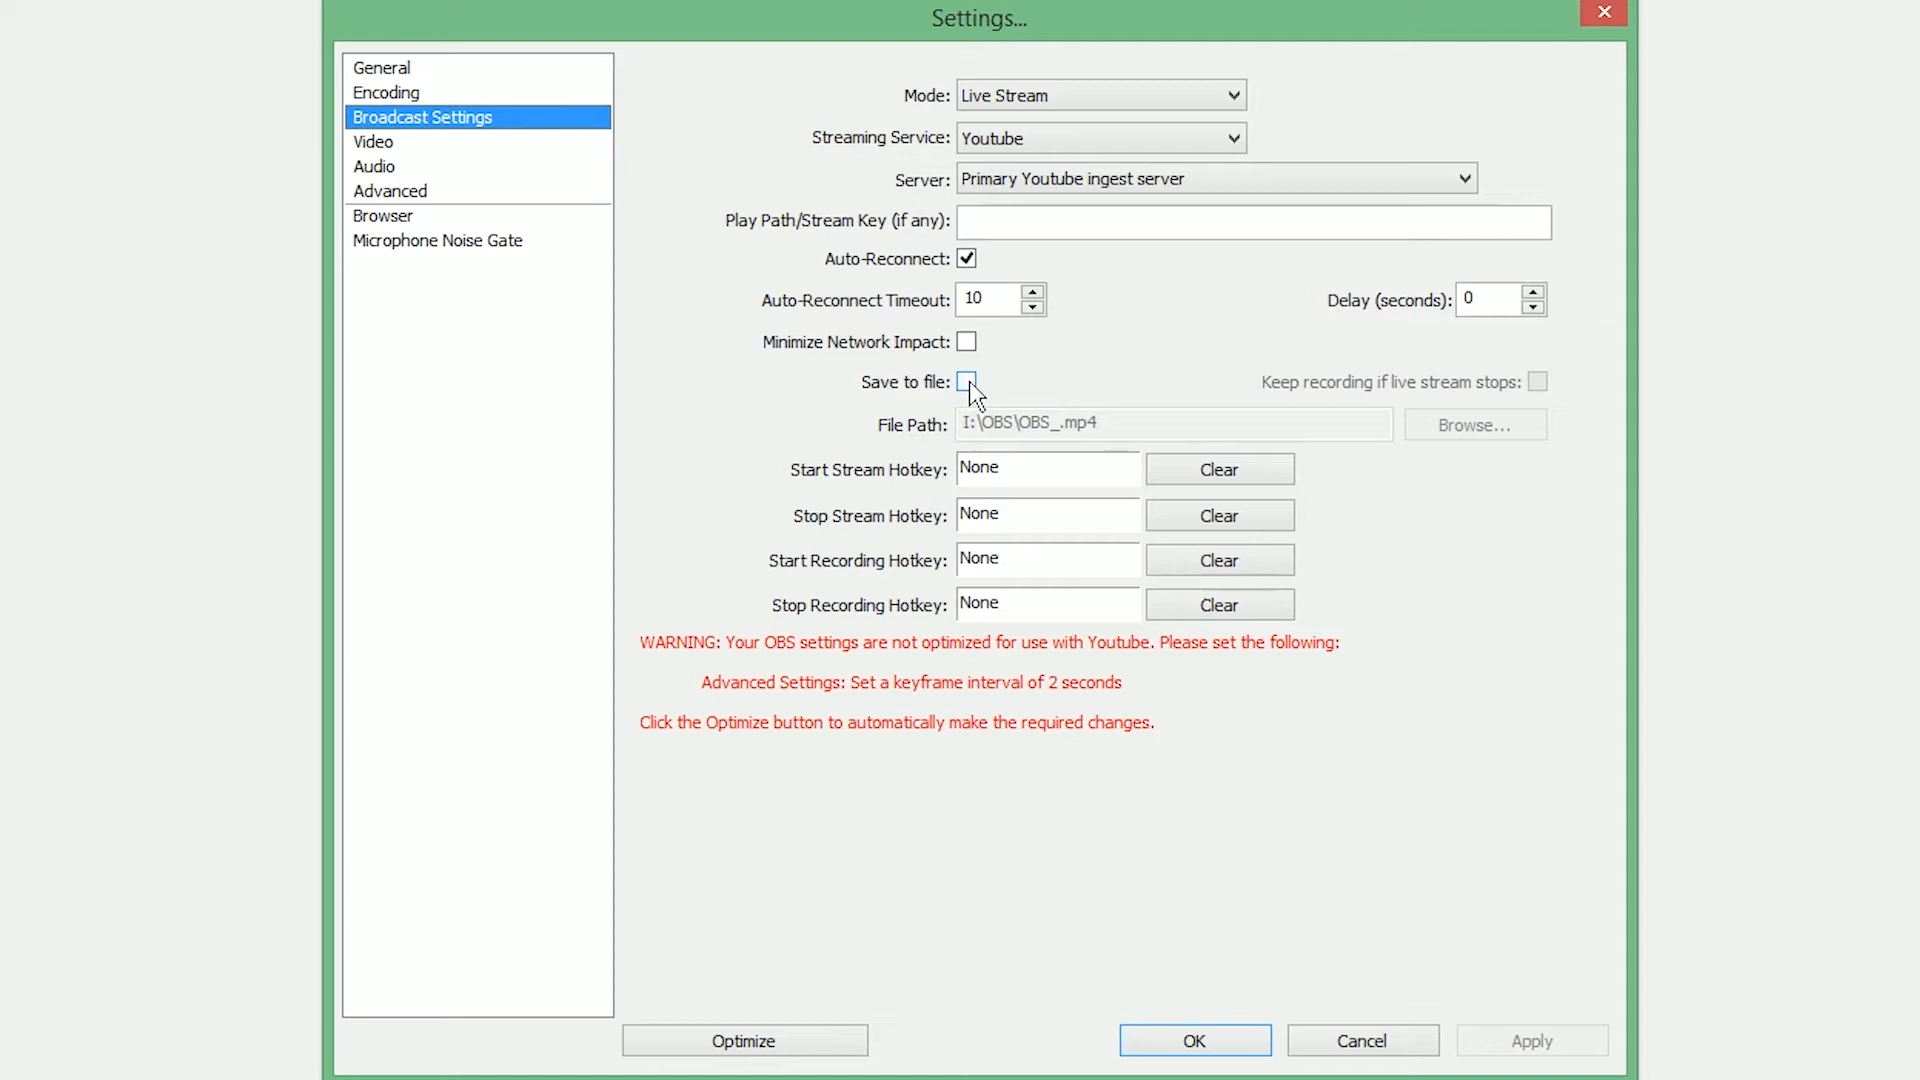 Settings...
General
Encoding
Broadcast Settings
Video
Audio
Advanced
Browser
Microphone Noise Gate
Mode: Live Stream
Streaming Service: Youtube
Server: Primary Youtube ingest server
Play Path/Stream Key (if any):
Auto-Reconnect:
Auto-Reconnect Timeout: 10 Delay (seconds): 0
Minimize Network Impact:
Save to file: Keep recording if live stream stops:
File Path: I:\OBS\OBS_.mp4 Browse...
Start Stream Hotkey: None Clear
Stop Stream Hotkey: None Clear
Start Recording Hotkey: None Clear
Stop Recording Hotkey: None Clear
WARNING: Your OBS settings are not optimized for use with Youtube. Please set the following:
Advanced Settings: Set a keyframe interval of 2 seconds
Click the Optimize button to automatically make the required changes.
Optimize OK Cancel Apply